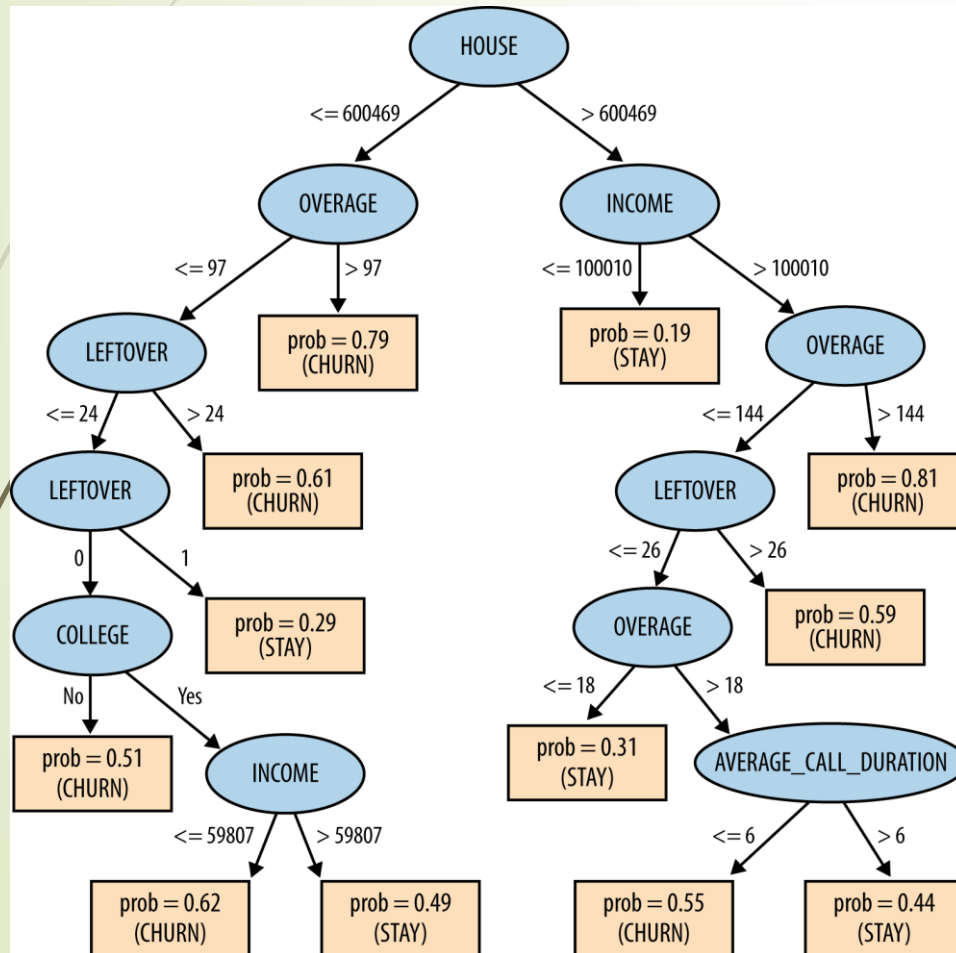 HOUSE
<= 600469
> 600469
OVERAGE
INCOME
<= 97
> 97
<= 100010
> 100010
LEFTOVER
prob = 0.79
(CHURN)
prob = 0.19
(STAY)
OVERAGE
<= 24
> 24
<= 144
> 144
LEFTOVER
prob = 0.61
(CHURN)
LEFTOVER
prob = 0.81
(CHURN)
0
1
<= 26
> 26
COLLEGE
prob = 0.29
(STAY)
OVERAGE
prob = 0.59
(CHURN)
No
Yes
<= 18
> 18
prob = 0.51
(CHURN)
INCOME
prob = 0.31
(STAY)
AVERAGE_CALL_DURATION
<= 59807
> 59807
<= 6
> 6
prob = 0.62
(CHURN)
prob = 0.49
(STAY)
prob = 0.55
(CHURN)
prob = 0.44
(STAY)